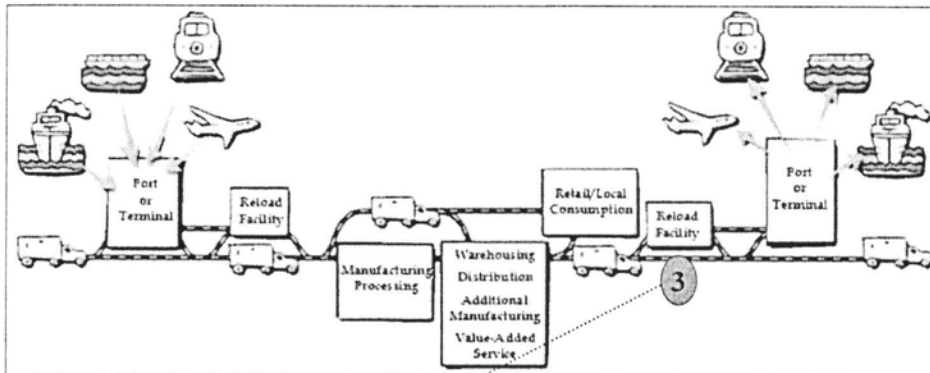 Port
or
Terminal
Reload
Facility
Manufacturing
Processing
Warehousing
Distribution
Additional
Manufacturing
Value-Added
Service
Retail/Local
Consumption
Reload
Facility
Port
or
Terminal
3